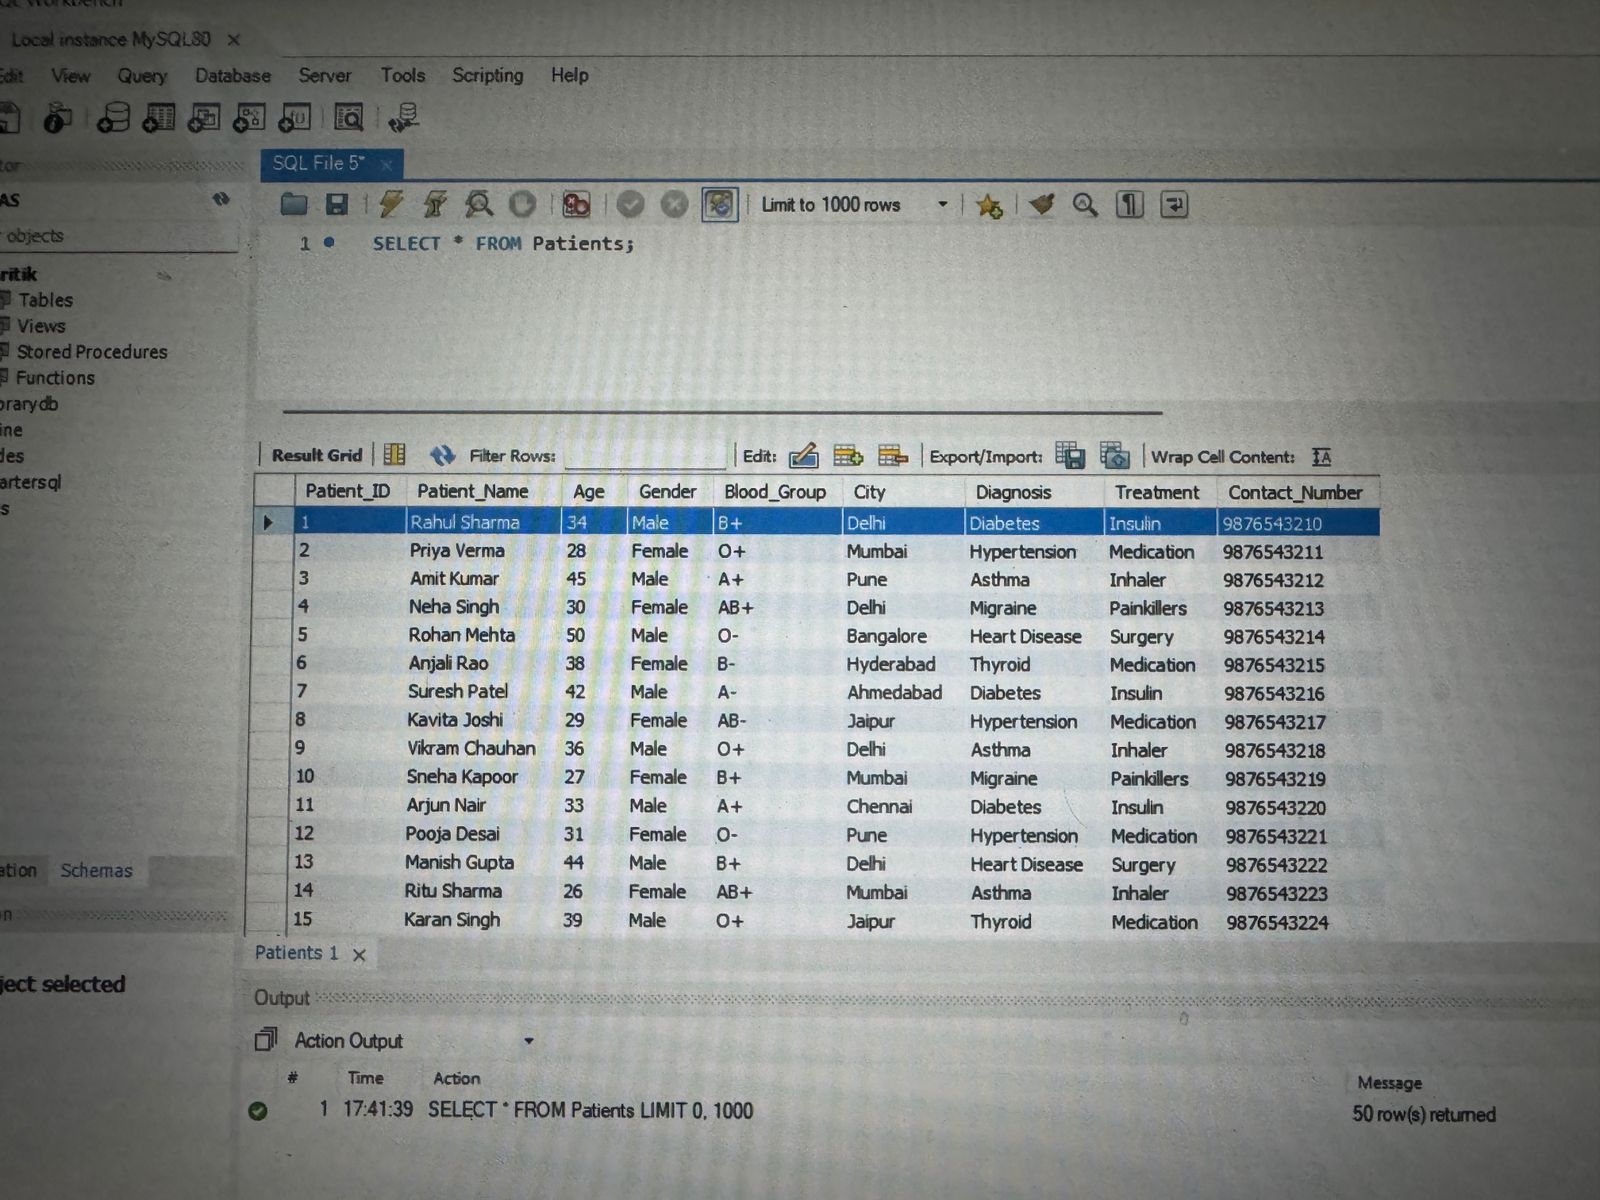 Local instance MySQL80 ×
Edit View Query Database Server Tools Scripting Help
SQL File 5* ×
Limit to 1000 rows
objects
1 SELECT * FROM Patients;
ritik
Tables
Views
Stored Procedures
Functions
brarydb
ine
des
artersql
s
Result Grid Filter Rows: Edit: Export/Import: Wrap Cell Content: IA
Patient_ID Patient_Name Age Gender Blood_Group City Diagnosis Treatment Contact_Number
1 Rahul Sharma 34 Male B+ Delhi Diabetes Insulin 9876543210
2 Priya Verma 28 Female O+ Mumbai Hypertension Medication 9876543211
3 Amit Kumar 45 Male A+ Pune Asthma Inhaler 9876543212
4 Neha Singh 30 Female AB+ Delhi Migraine Painkillers 9876543213
5 Rohan Mehta 50 Male O- Bangalore Heart Disease Surgery 9876543214
6 Anjali Rao 38 Female B- Hyderabad Thyroid Medication 9876543215
7 Suresh Patel 42 Male A- Ahmedabad Diabetes Insulin 9876543216
8 Kavita Joshi 29 Female AB- Jaipur Hypertension Medication 9876543217
9 Vikram Chauhan 36 Male O+ Delhi Asthma Inhaler 9876543218
10 Sneha Kapoor 27 Female B+ Mumbai Migraine Painkillers 9876543219
11 Arjun Nair 33 Male A+ Chennai Diabetes Insulin 9876543220
12 Pooja Desai 31 Female O- Pune Hypertension Medication 9876543221
13 Manish Gupta 44 Male B+ Delhi Heart Disease Surgery 9876543222
14 Ritu Sharma 26 Female AB+ Mumbai Asthma Inhaler 9876543223
15 Karan Singh 39 Male O+ Jaipur Thyroid Medication 9876543224
ation Schemas
Patients 1 ×
ject selected
Output
Action Output
# Time Action Message
1 17:41:39 SELECT * FROM Patients LIMIT 0, 1000 50 row(s) returned